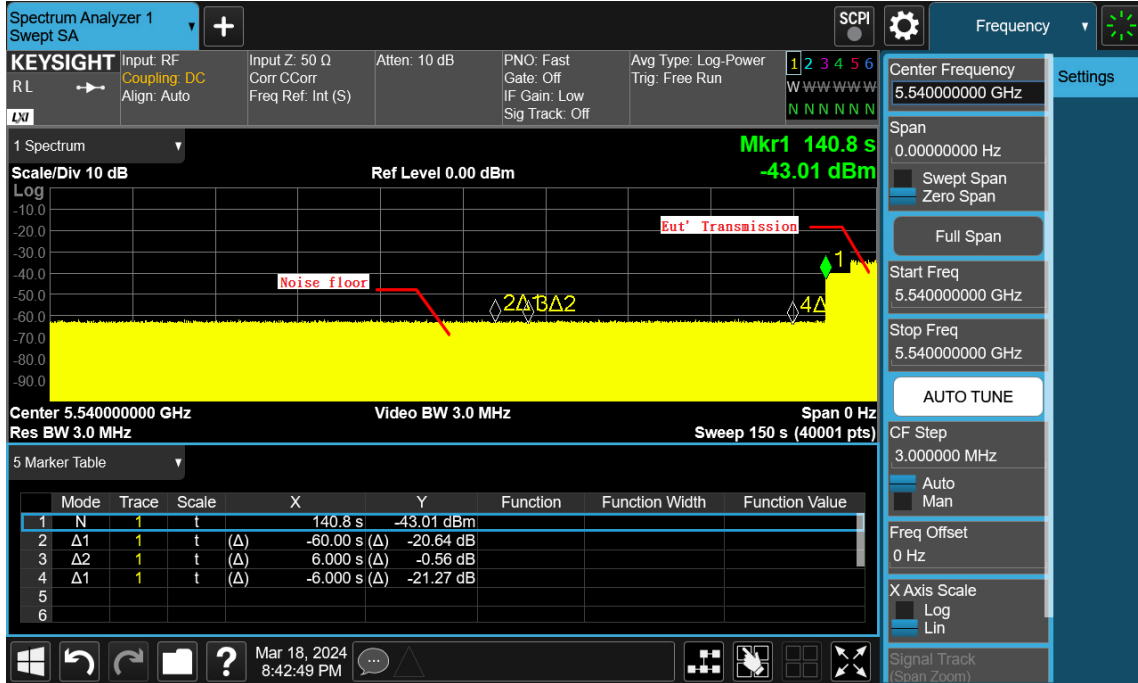 Spectrum Analyzer 1
Swept SA
▼
+
SCPI
Frequency
▼
KEYSIGHT
RL
LXI
Input: RF
Coupling: DC
Align: Auto
Input Z: 50 Ω
Corr CCorr
Freq Ref: Int (S)
Atten: 10 dB
PNO: Fast
Gate: Off
IF Gain: Low
Sig Track: Off
Avg Type: Log-Power
Trig: Free Run
1 2 3 4 5 6
W W W W W W
N N N N N N
1 Spectrum ▼
Mkr1 140.8 s
-43.01 dBm
Scale/Div 10 dB
Ref Level 0.00 dBm
Log
-10.0
-20.0
-30.0
-40.0
-50.0
-60.0
-70.0
-80.0
-90.0
Eut' Transmission
Noise floor
1
2Δ1
3Δ2
4Δ
Center 5.540000000 GHz
Video BW 3.0 MHz
Span 0 Hz
Res BW 3.0 MHz
Sweep 150 s (40001 pts)
5 Marker Table ▼
Mode Trace Scale X Y Function Function Width Function Value
1 N 1 t 140.8 s -43.01 dBm
2 Δ1 1 t (Δ) -60.00 s (Δ) -20.64 dB
3 Δ2 1 t (Δ) 6.000 s (Δ) -0.56 dB
4 Δ1 1 t (Δ) -6.000 s (Δ) -21.27 dB
5
6
?
Mar 18, 2024
8:42:49 PM
Center Frequency
5.540000000 GHz
Settings
Span
0.00000000 Hz
Swept Span
Zero Span
Full Span
Start Freq
5.540000000 GHz
Stop Freq
5.540000000 GHz
AUTO TUNE
CF Step
3.000000 MHz
Auto
Man
Freq Offset
0 Hz
X Axis Scale
Log
Lin
Signal Track
(Span Zoom)